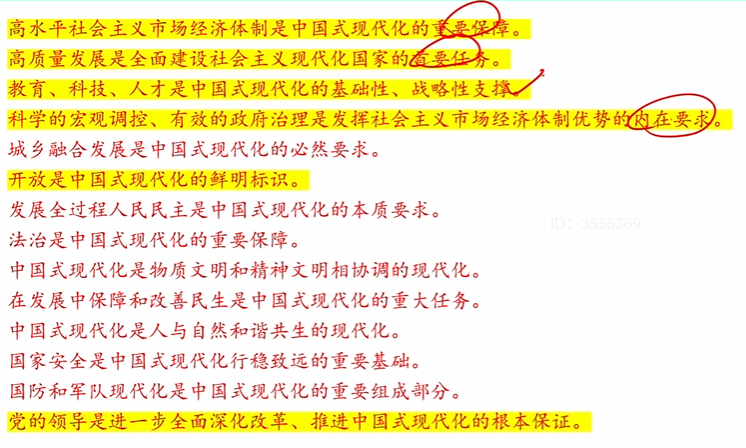 高水平社会主义市场经济体制是中国式现代化的重要保障。
高质量发展是全面建设社会主义现代化国家的首要任务。
教育、科技、人才是中国式现代化的基础性、战略性支撑。
科学的宏观调控、有效的政府治理是发挥社会主义市场经济体制优势的内在要求。
城乡融合发展是中国式现代化的必然要求。
开放是中国式现代化的鲜明标识。
发展全过程人民民主是中国式现代化的本质要求。
法治是中国式现代化的重要保障。
中国式现代化是物质文明和精神文明相协调的现代化。
在发展中保障和改善民生是中国式现代化的重大任务。
中国式现代化是人与自然和谐共生的现代化。
国家安全是中国式现代化行稳致远的重要基础。
国防和军队现代化是中国式现代化的重要组成部分。
党的领导是进一步全面深化改革、推进中国式现代化的根本保证。
ID：3555369